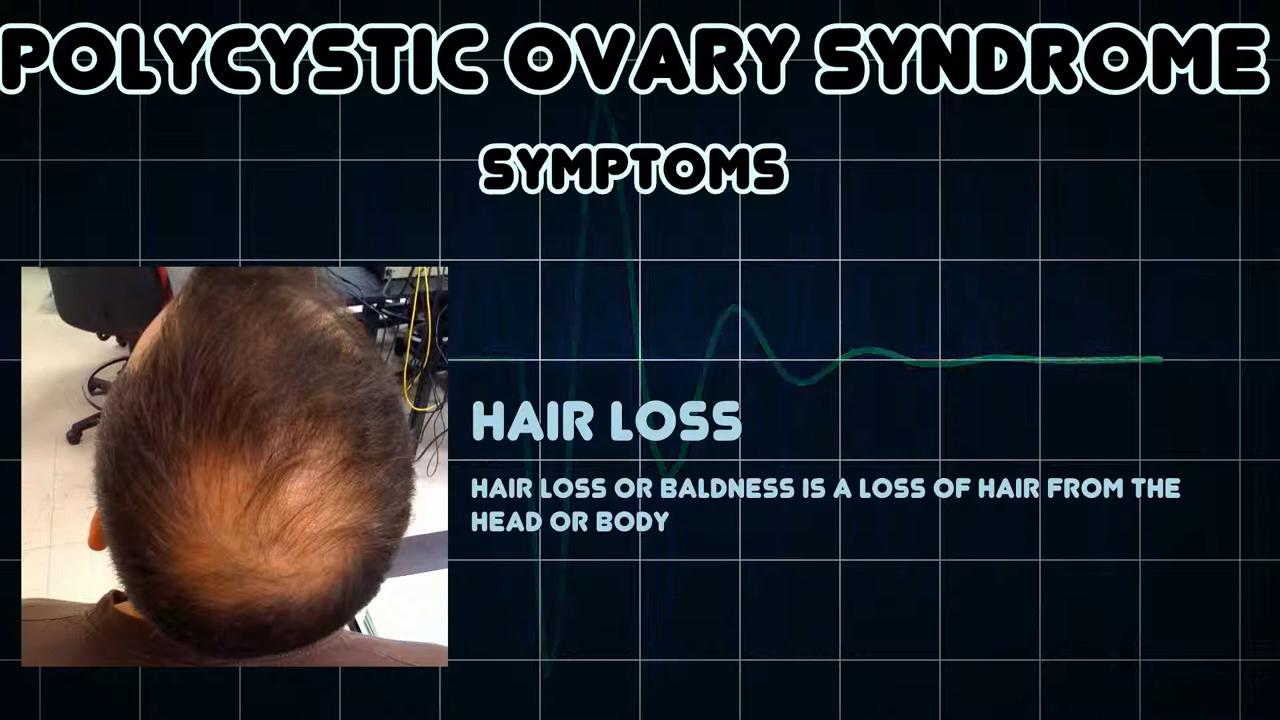 POLYCYSTIC OVARY SYNDROME
SYMPTOMS
HAIR LOSS
HAIR LOSS OR BALDNESS IS A LOSS OF HAIR FROM THE
HEAD OR BODY